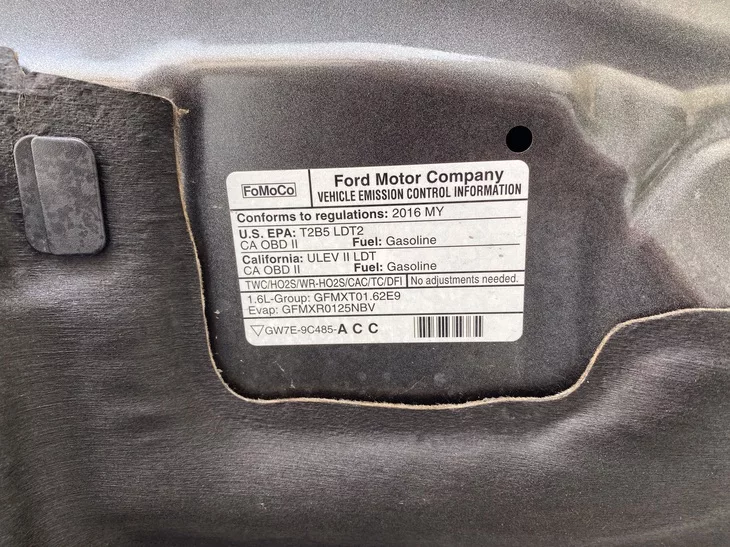 FoMoCo
Ford Motor Company
VEHICLE EMISSION CONTROL INFORMATION
Conforms to regulations: 2016 MY
U.S. EPA: T2B5 LDT2
CA OBD II Fuel: Gasoline
California: ULEV II LDT
CA OBD II Fuel: Gasoline
TWC/HO2S/WR-HO2S/CAC/TC/DFI No adjustments needed.
1.6L-Group: GFMXT01.62E9
Evap: GFMXR0125NBV
GW7E-9C485-A C C